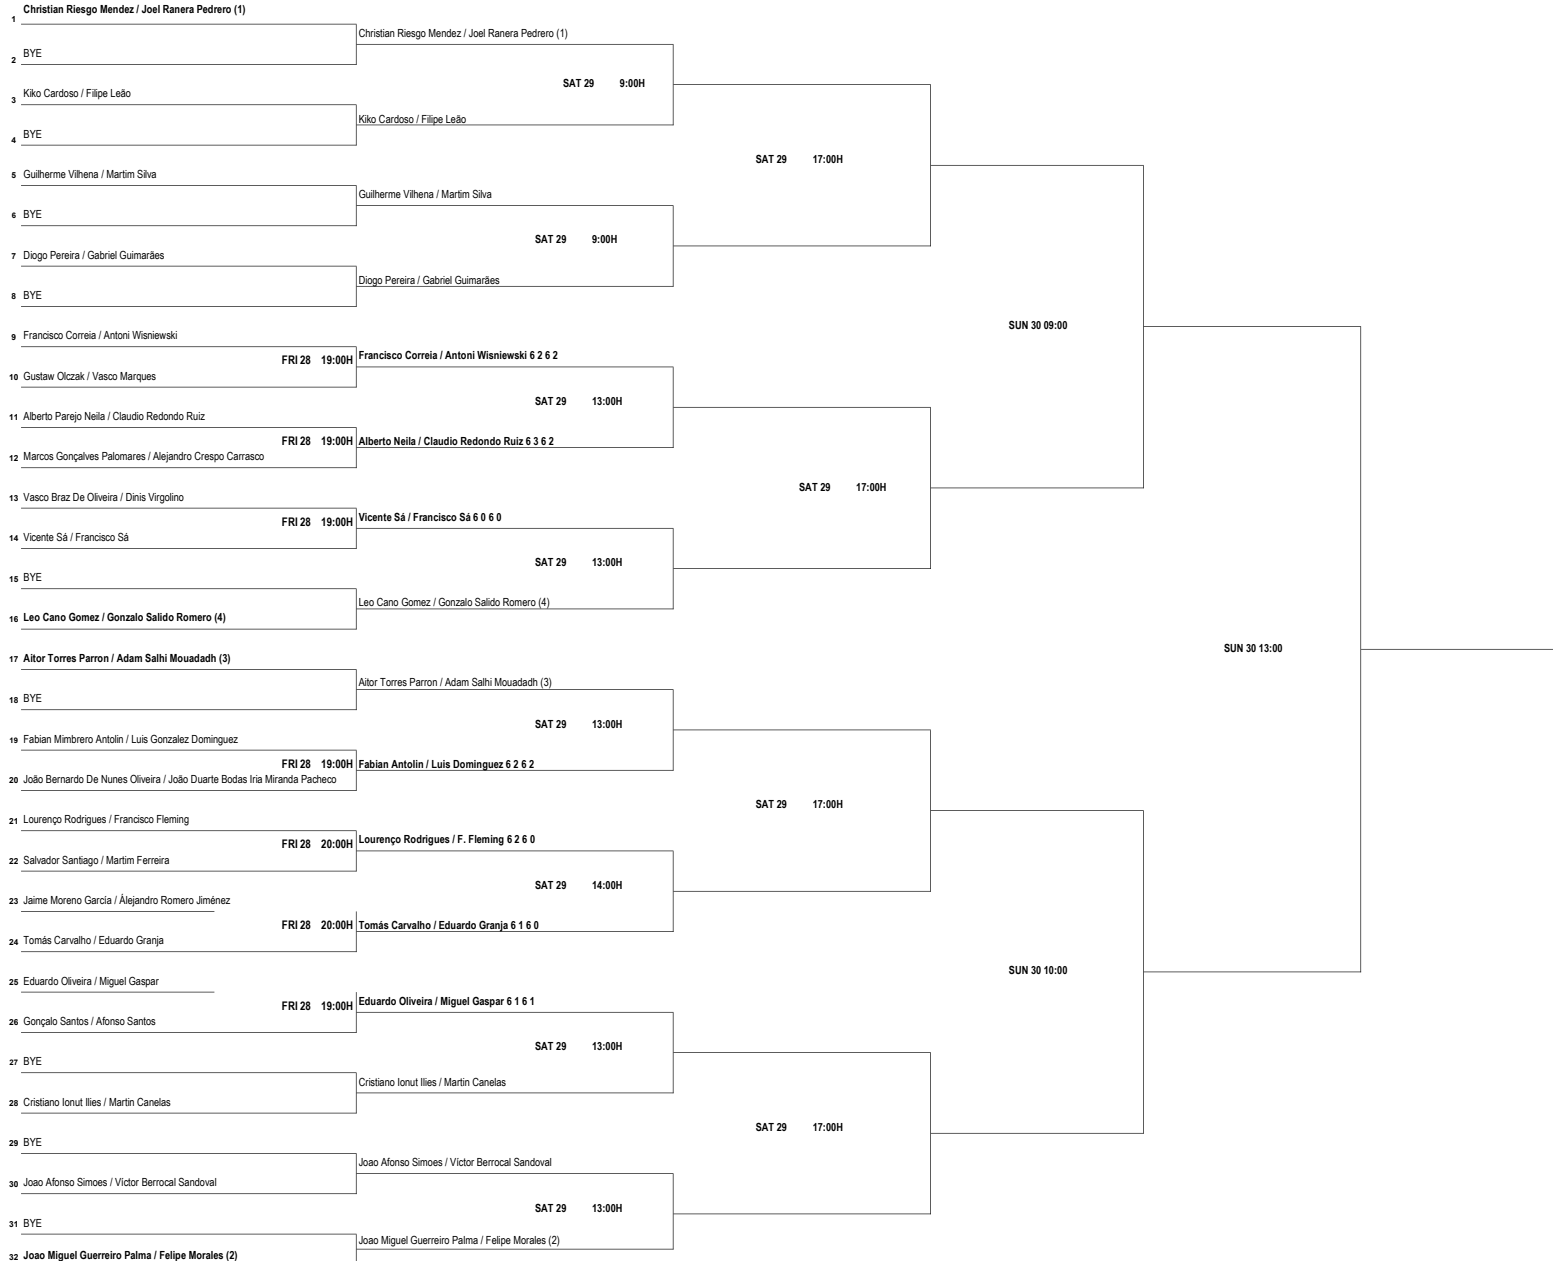 1 Christian Riesgo Mendez / Joel Ranera Pedrero (1)
Christian Riesgo Mendez / Joel Ranera Pedrero (1)
2 BYE
SAT 29 9:00H
3 Kiko Cardoso / Filipe Leão
Kiko Cardoso / Filipe Leão
4 BYE
SAT 29 17:00H
5 Guilherme Vilhena / Martim Silva
Guilherme Vilhena / Martim Silva
6 BYE
SAT 29 9:00H
7 Diogo Pereira / Gabriel Guimarães
Diogo Pereira / Gabriel Guimarães
8 BYE
SUN 30 09:00
9 Francisco Correia / Antoni Wisniewski
FRI 28 19:00H Francisco Correia / Antoni Wisniewski 6 2 6 2
10 Gustaw Olczak / Vasco Marques
SAT 29 13:00H
11 Alberto Parejo Neila / Claudio Redondo Ruiz
FRI 28 19:00H Alberto Neila / Claudio Redondo Ruiz 6 3 6 2
12 Marcos Gonçalves Palomares / Alejandro Crespo Carrasco
SAT 29 17:00H
13 Vasco Braz De Oliveira / Dinis Virgolino
FRI 28 19:00H Vicente Sá / Francisco Sá 6 0 6 0
14 Vicente Sá / Francisco Sá
SAT 29 13:00H
15 BYE
Leo Cano Gomez / Gonzalo Salido Romero (4)
16 Leo Cano Gomez / Gonzalo Salido Romero (4)
SUN 30 13:00
17 Aitor Torres Parron / Adam Salhi Mouadadh (3)
Aitor Torres Parron / Adam Salhi Mouadadh (3)
18 BYE
SAT 29 13:00H
19 Fabian Mimbrero Antolin / Luis Gonzalez Dominguez
FRI 28 19:00H Fabian Antolin / Luis Dominguez 6 2 6 2
20 João Bernardo De Nunes Oliveira / João Duarte Bodas Iria Miranda Pacheco
SAT 29 17:00H
21 Lourenço Rodrigues / Francisco Fleming
FRI 28 20:00H Lourenço Rodrigues / F. Fleming 6 2 6 0
22 Salvador Santiago / Martim Ferreira
SAT 29 14:00H
23 Jaime Moreno García / Álejandro Romero Jiménez
FRI 28 20:00H Tomás Carvalho / Eduardo Granja 6 1 6 0
24 Tomás Carvalho / Eduardo Granja
SUN 30 10:00
25 Eduardo Oliveira / Miguel Gaspar
FRI 28 19:00H Eduardo Oliveira / Miguel Gaspar 6 1 6 1
26 Gonçalo Santos / Afonso Santos
SAT 29 13:00H
27 BYE
Cristiano Ionut Ilies / Martin Canelas
28 Cristiano Ionut Ilies / Martin Canelas
SAT 29 17:00H
29 BYE
Joao Afonso Simoes / Víctor Berrocal Sandoval
30 Joao Afonso Simoes / Víctor Berrocal Sandoval
SAT 29 13:00H
31 BYE
Joao Miguel Guerreiro Palma / Felipe Morales (2)
32 Joao Miguel Guerreiro Palma / Felipe Morales (2)